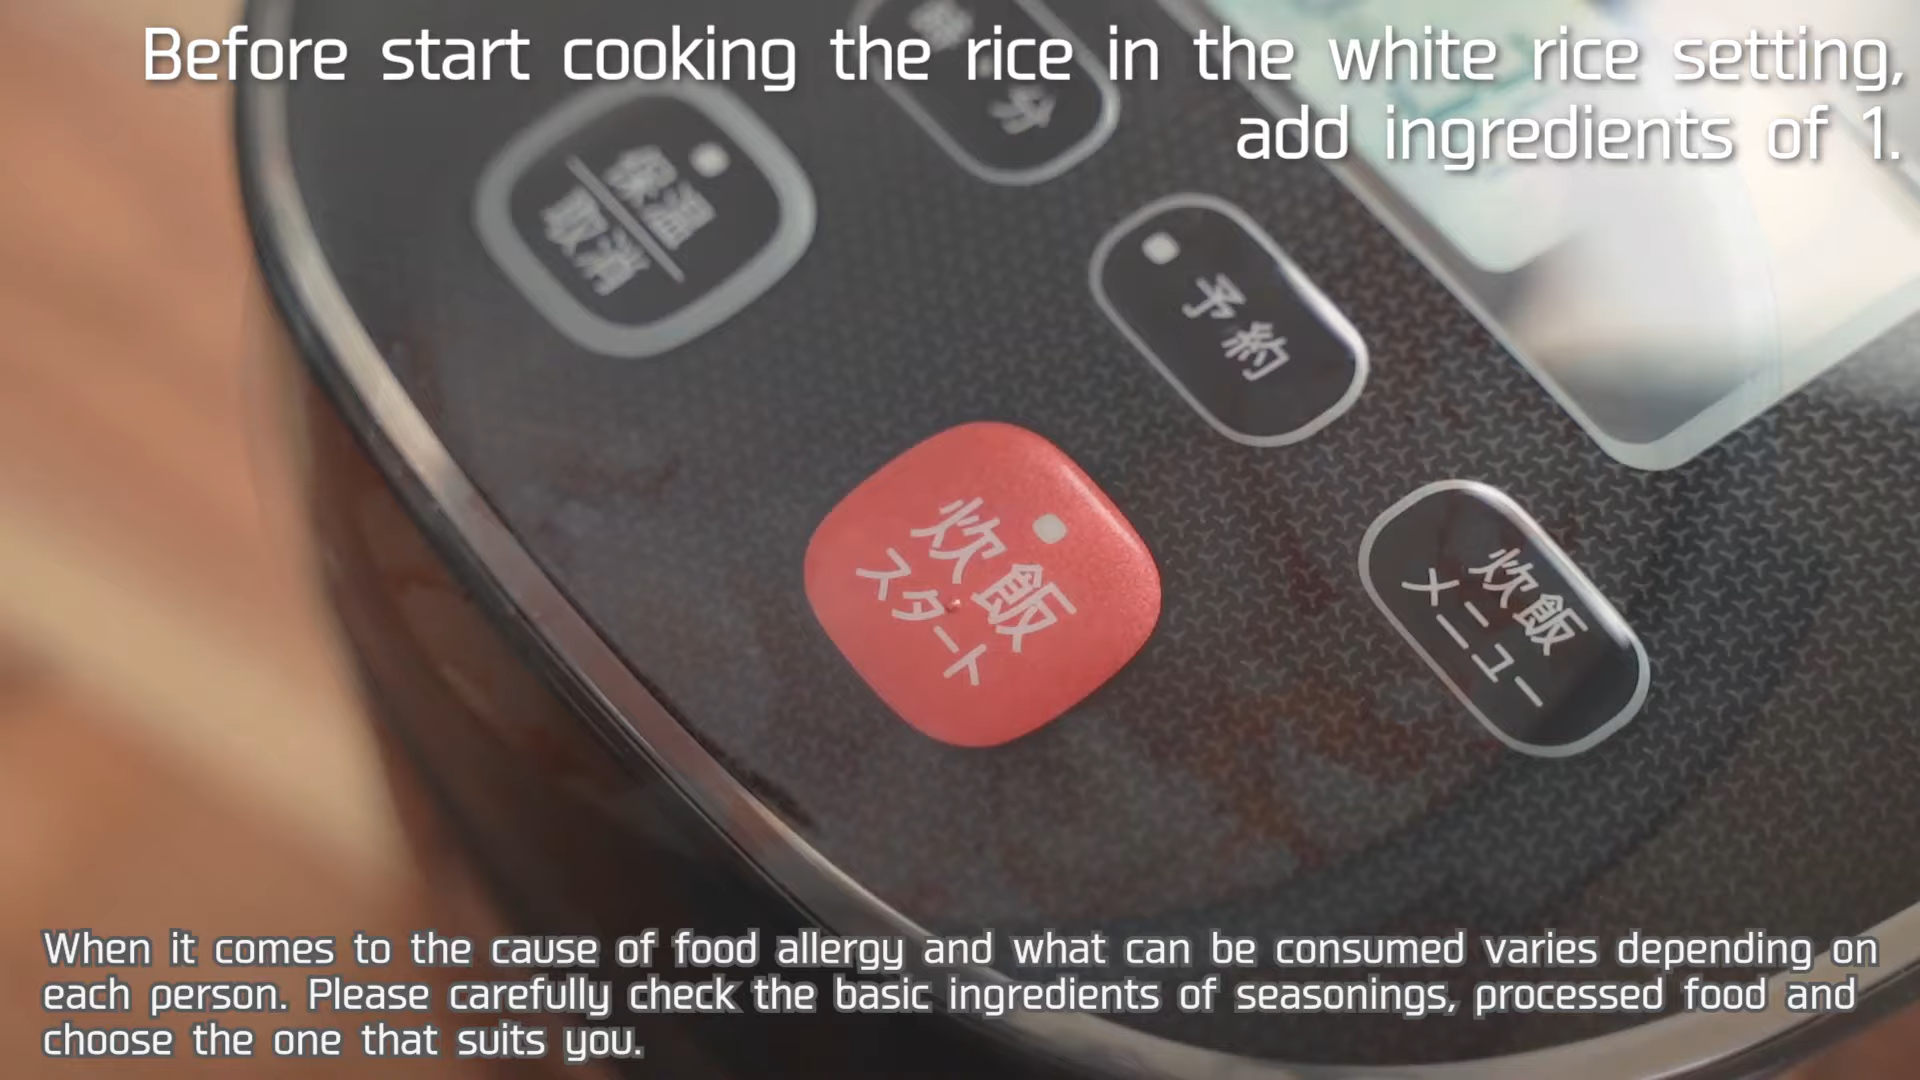 Before start cooking the rice in the white rice setting,
add ingredients of 1.
分
保温
取消
予約
炊飯
スタート
炊飯
メニュー
When it comes to the cause of food allergy and what can be consumed varies depending on
each person. Please carefully check the basic ingredients of seasonings, processed food and
choose the one that suits you.